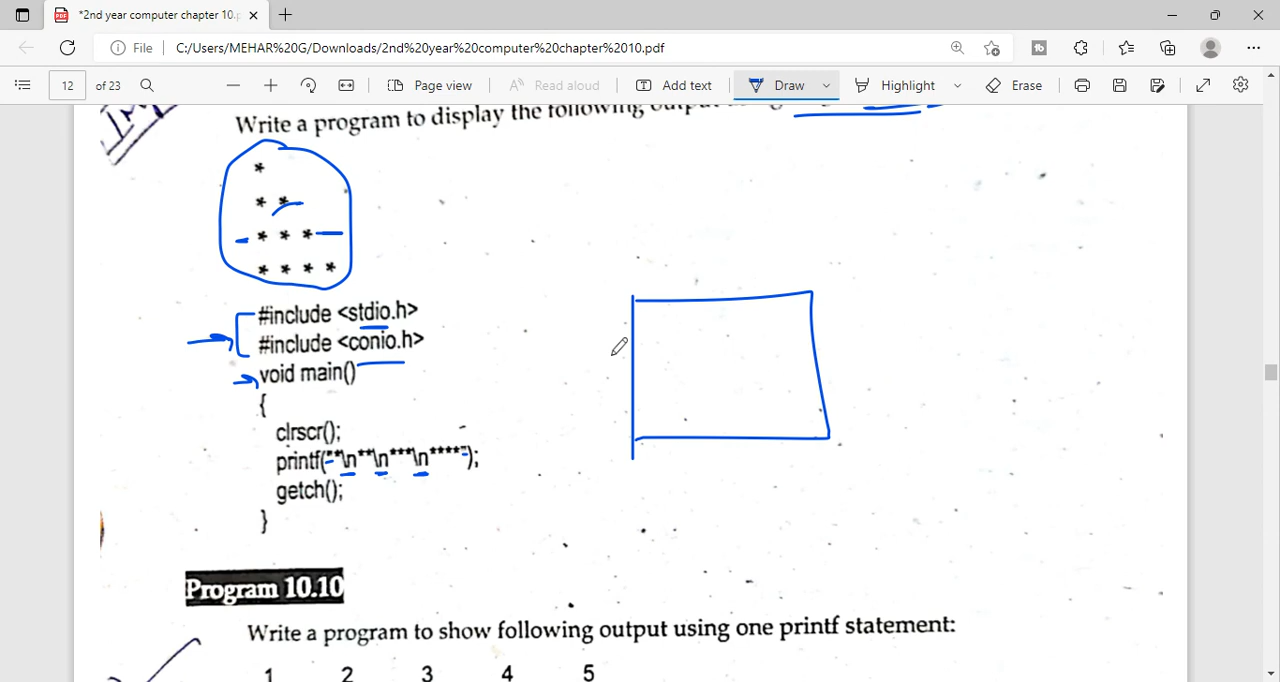 *2nd year computer chapter 10.p
File C:/Users/MEHAR%20G/Downloads/2nd%20year%20computer%20chapter%2010.pdf
12 of 23 Page view Read aloud Add text Draw Highlight Erase
Imp
Write a program to display the following output
*
* *
* * *
* * * *
#include <stdio.h>
#include <conio.h>
void main()
{
clrscr();
printf("*\n**\n***\n****");
getch();
}
Program 10.10
Write a program to show following output using one printf statement:
1 2 3 4 5